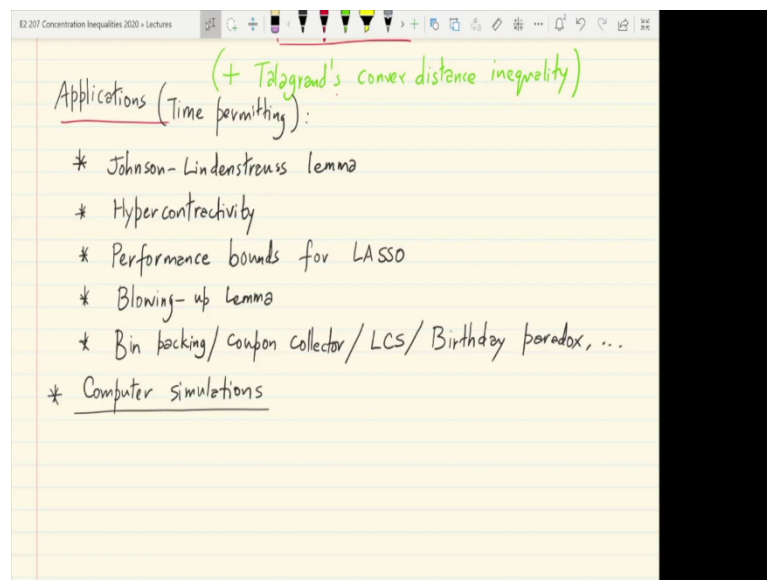 E2 207 Concentration Inequalities 2020 » Lectures
(+ Talagrand's convex distance inequality)
Applications (Time permitting):
* Johnson-Lindenstrauss lemma
* Hypercontractivity
* Performance bounds for LASSO
* Blowing-up Lemma
* Bin packing/ coupon collector/ LCS/ Birthday paradox, ...
* Computer simulations